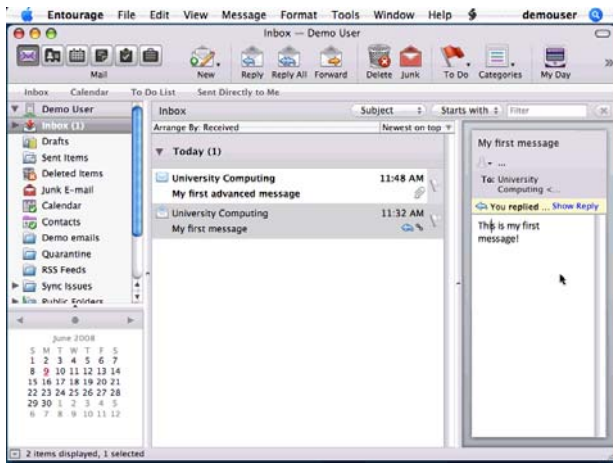 Entourage File Edit View Message Format Tools Window Help demouser
Inbox — Demo User
Mail New Reply Reply All Forward Delete Junk To Do Categories My Day
Inbox Calendar To Do List Sent Directly to Me
Demo User
Inbox (1)
Drafts
Sent Items
Deleted Items
Junk E-mail
Calendar
Contacts
Demo emails
Quarantine
RSS Feeds
Sync Issues
Public Folders
Inbox Subject Starts with Filter
Arrange By: Received Newest on top
Today (1)
University Computing 11:48 AM
My first advanced message
University Computing 11:32 AM
My first message
My first message
...
To: University
Computing <...
You replied ... Show Reply
This is my first
message!
June 2008
S M T W T F S
1 2 3 4 5 6 7
8 9 10 11 12 13 14
15 16 17 18 19 20 21
22 23 24 25 26 27 28
29 30 1 2 3 4 5
6 7 8 9 10 11 12
2 items displayed, 1 selected